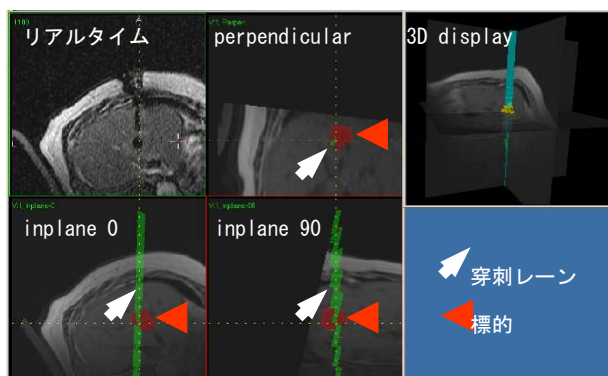 リアルタイム
perpendicular
3D display
inplane 0
inplane 90
穿刺レーン
標的